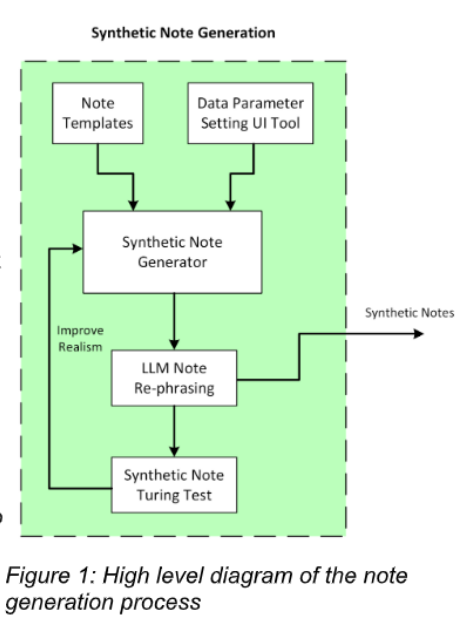 Synthetic Note Generation
Note
Templates
Data Parameter
Setting UI Tool
Synthetic Note
Generator
Improve
Realism
Synthetic Notes
LLM Note
Re-phrasing
Synthetic Note
Turing Test
Figure 1: High level diagram of the note
generation process